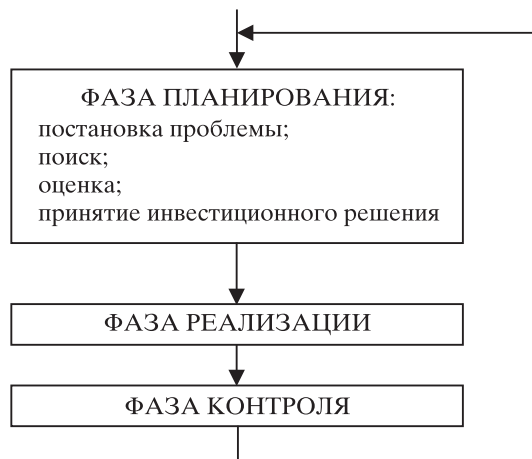 ФАЗА ПЛАНИРОВАНИЯ:
постановка проблемы;
поиск;
оценка;
принятие инвестиционного решения
ФАЗА РЕАЛИЗАЦИИ
ФАЗА КОНТРОЛЯ